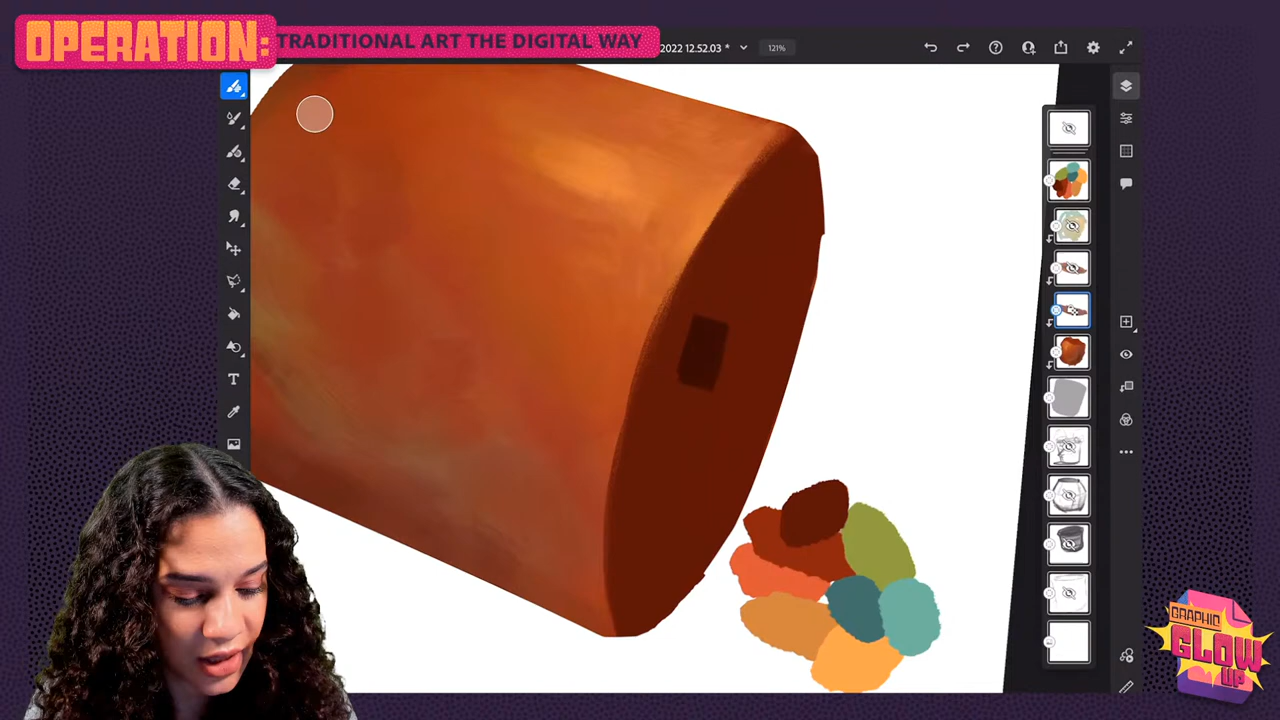 OPERATION:
TRADITIONAL ART THE DIGITAL WAY
2022 12.52.03 *
121%
T
GRAPHIC
GLOW
UP